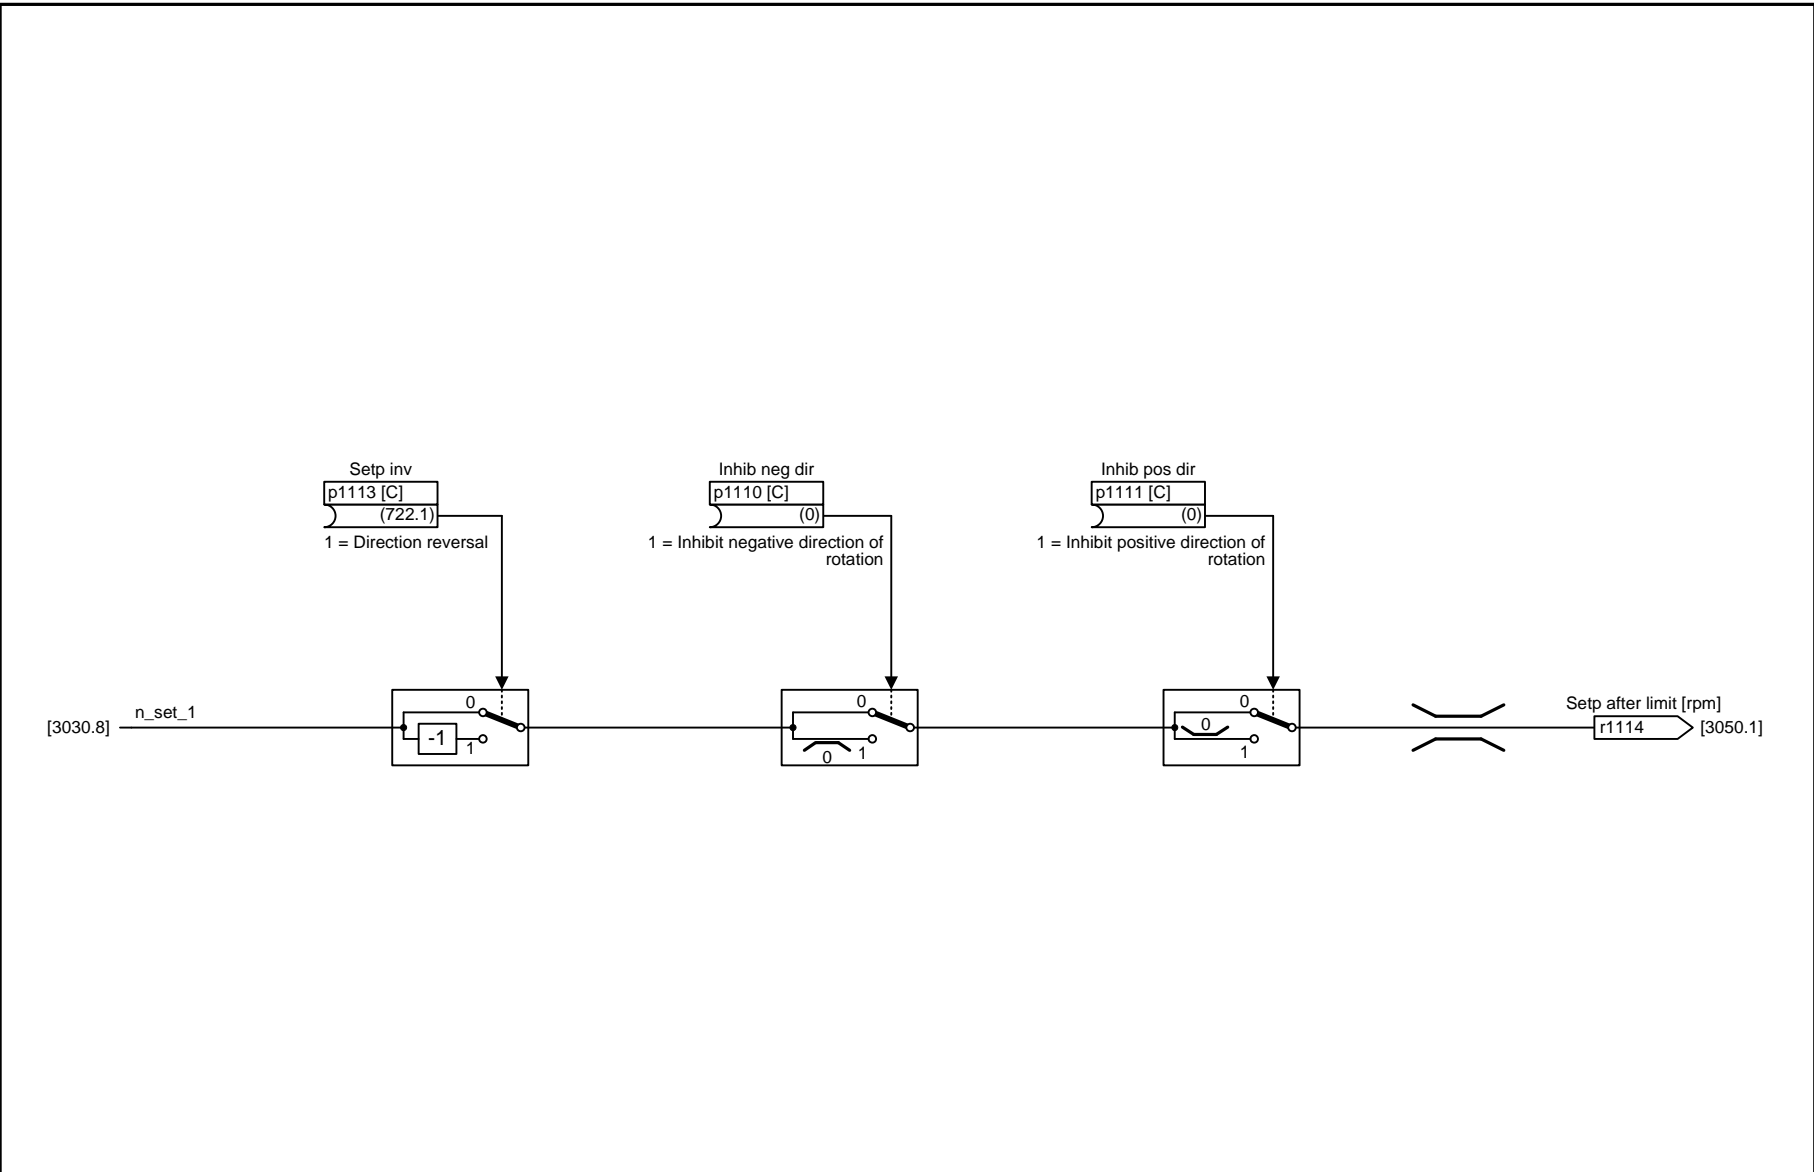 Setp inv
p1113 [C]
(722.1)
1 = Direction reversal
Inhib neg dir
p1110 [C]
(0)
1 = Inhibit negative direction of
rotation
Inhib pos dir
p1111 [C]
(0)
1 = Inhibit positive direction of
rotation
[3030.8]
n_set_1
0
-1
1
0
0
1
0
0
1
Setp after limit [rpm]
r1114
[3050.1]